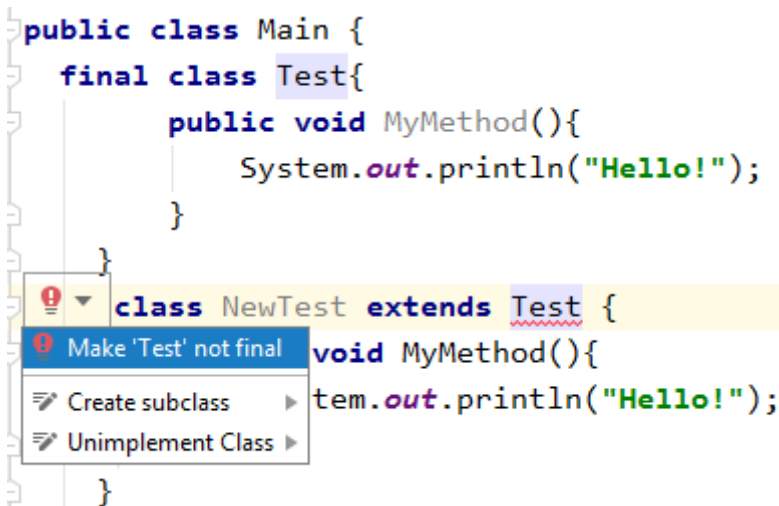 public class Main {
final class Test{
public void MyMethod(){
System.out.println("Hello!");
}
}
class NewTest extends Test {
Make 'Test' not final void MyMethod(){
Create subclass tem.out.println("Hello!");
Unimplement Class
}